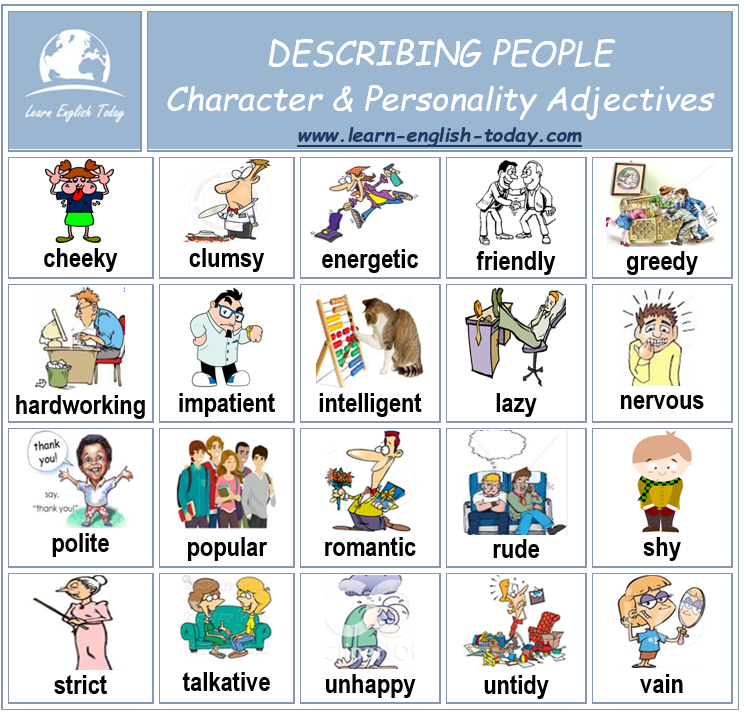 Learn English Today
DESCRIBING PEOPLE
Character & Personality Adjectives
www.learn-english-today.com
cheeky
clumsy
energetic
friendly
greedy
hardworking
impatient
intelligent
lazy
nervous
thank
you!
say,
"thank you!"
polite
popular
romantic
rude
shy
strict
talkative
unhappy
untidy
vain